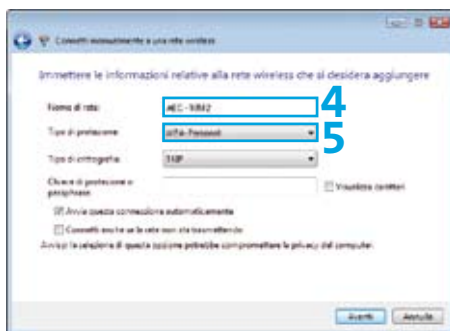 Connetti manualmente a una rete wireless
Immettere le informazioni relative alla rete wireless che si desidera aggiungere
Nome di rete:
4
Tipo di protezione:
WPA-Personal
5
Tipo di crittografia:
TKIP
Chiave di protezione o
passphrase:
Visualizza caratteri
Avvia questa connessione automaticamente
Connetti anche se la rete non sta trasmettendo
Avviso: la selezione di questa opzione potrebbe compromettere la privacy del computer.
Avanti
Annulla